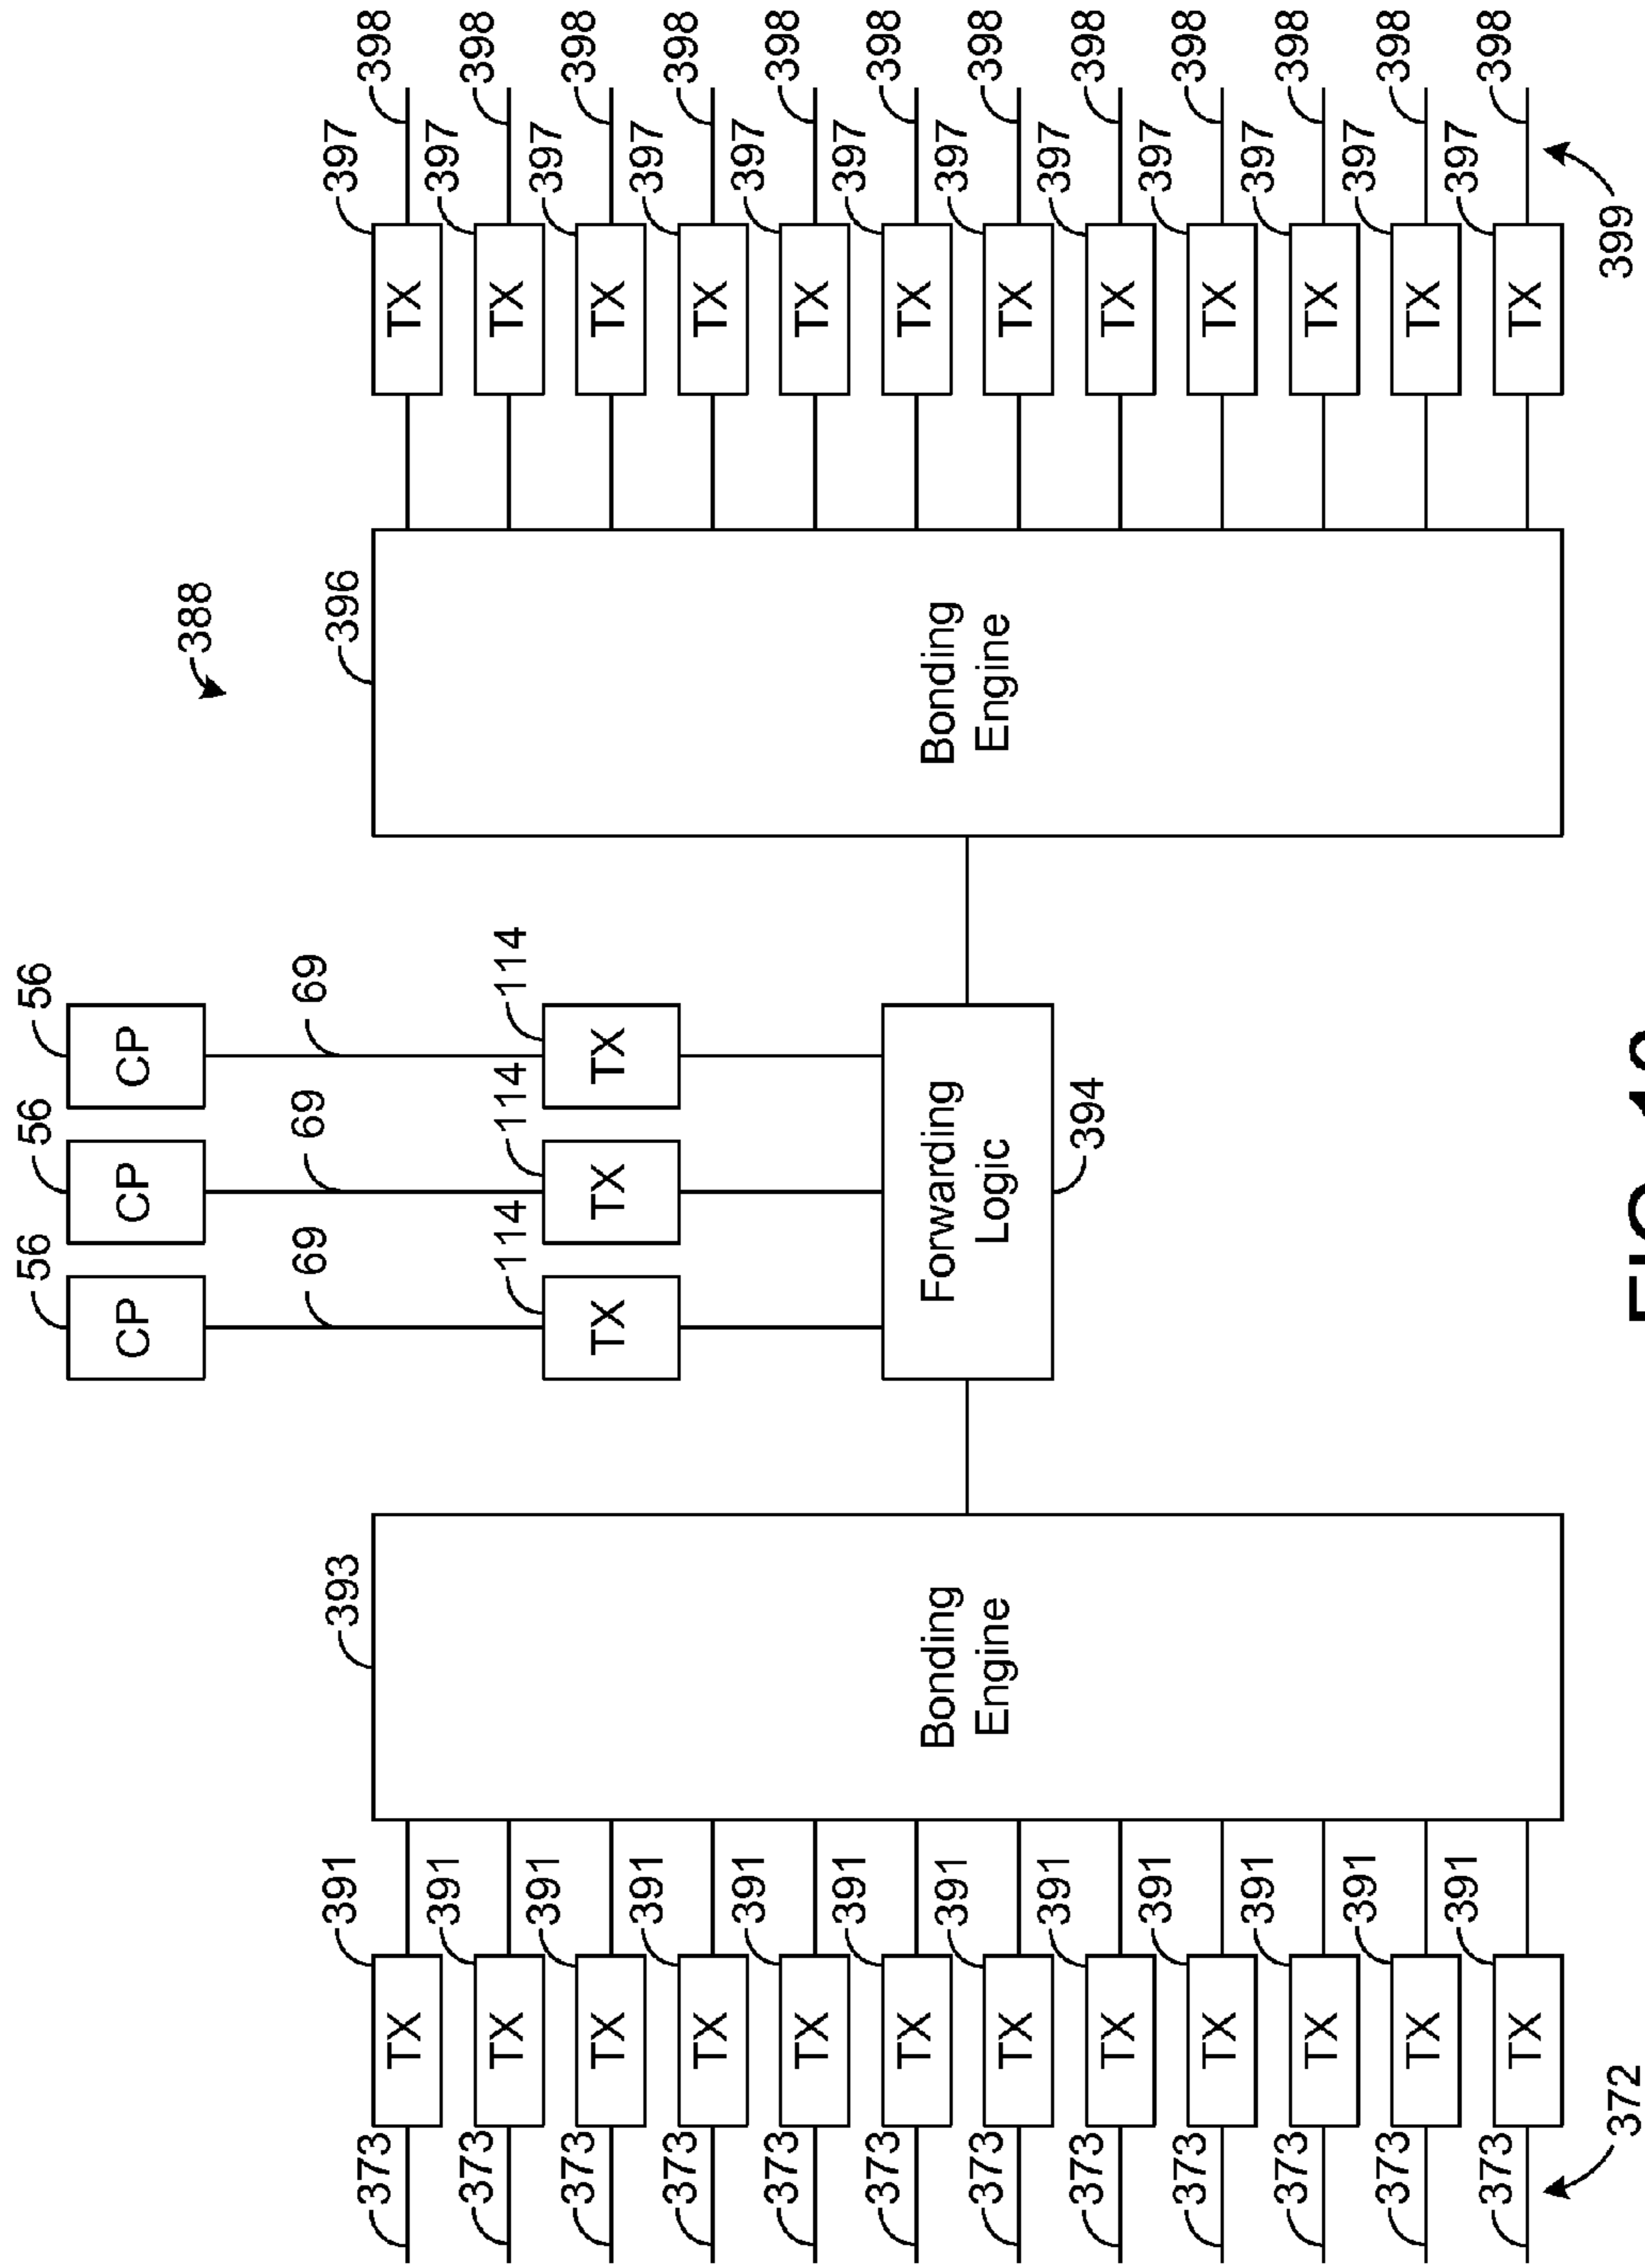 56 56 56
CP CP CP
388
69 69 69
391 393 396 397
373 398
TX TX
391 114 114 114 397
373 398
TX TX
391 397
373 398
TX TX TX TX TX
391 397
373 398
TX TX
391 397
373 398
TX TX
391 397
373 398
TX TX
Bonding Forwarding Bonding
Engine Logic Engine
391 397
373 398
TX TX
391 397
394
373 398
TX TX
391 397
373 398
TX TX
391 397
373 398
TX TX
391 397
373 398
TX TX
391 397
373 398
TX TX
372 399
FIG.